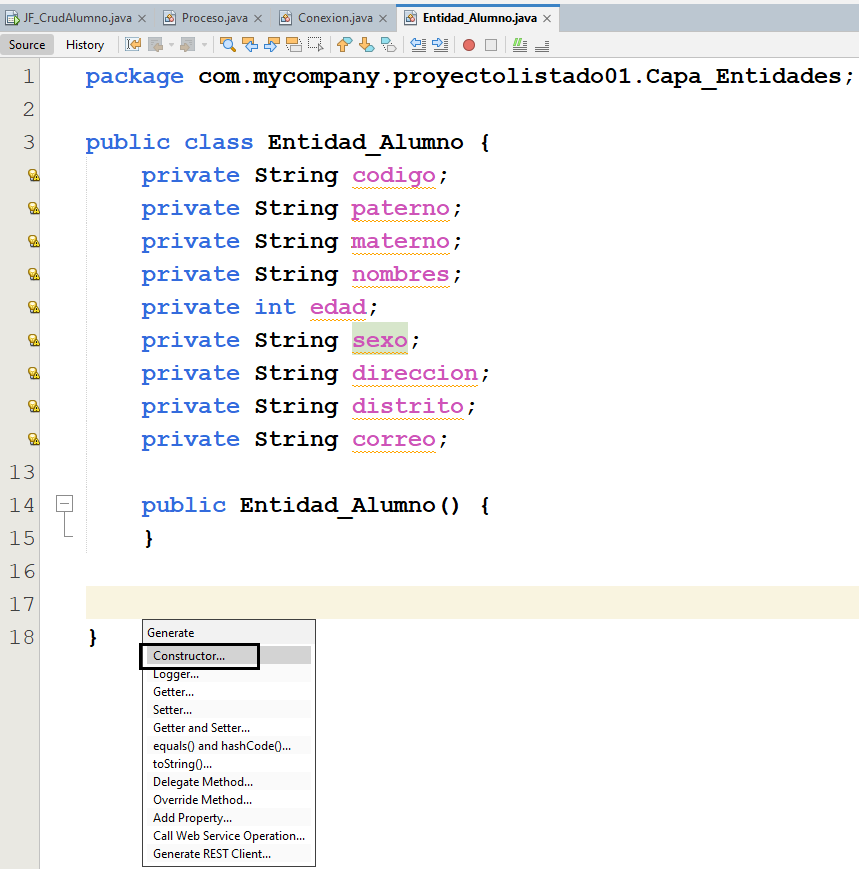 JF_CrudAlumno.java × Proceso.java × Conexion.java × Entidad_Alumno.java ×
Source History
1 package com.mycompany.proyectolistado01.Capa_Entidades;
2
3 public class Entidad_Alumno {
private String codigo;
private String paterno;
private String materno;
private String nombres;
private int edad;
private String sexo;
private String direccion;
private String distrito;
private String correo;
13
14 public Entidad_Alumno() {
15 }
16
17
18 }
Generate
Constructor...
Logger...
Getter...
Setter...
Getter and Setter...
equals() and hashCode()...
toString()...
Delegate Method...
Override Method...
Add Property...
Call Web Service Operation...
Generate REST Client...